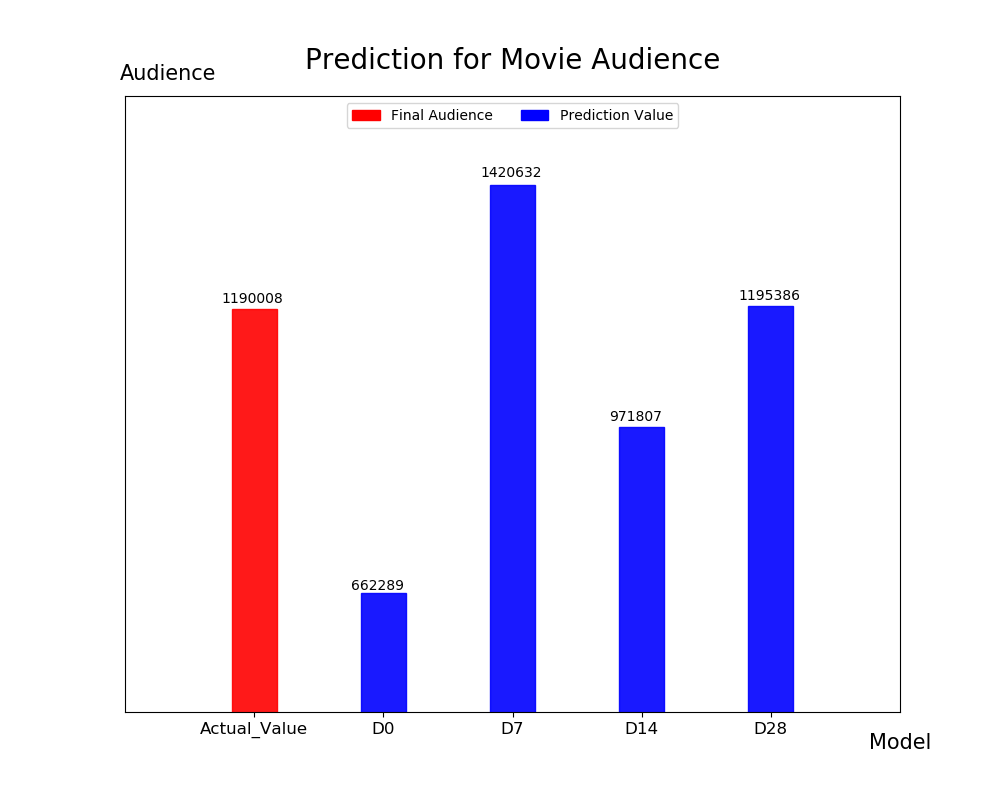 Prediction for Movie Audience
Audience
Final Audience Prediction Value
1420632
1190008
1195386
971807
662289
Actual_Value D0 D7 D14 D28
Model